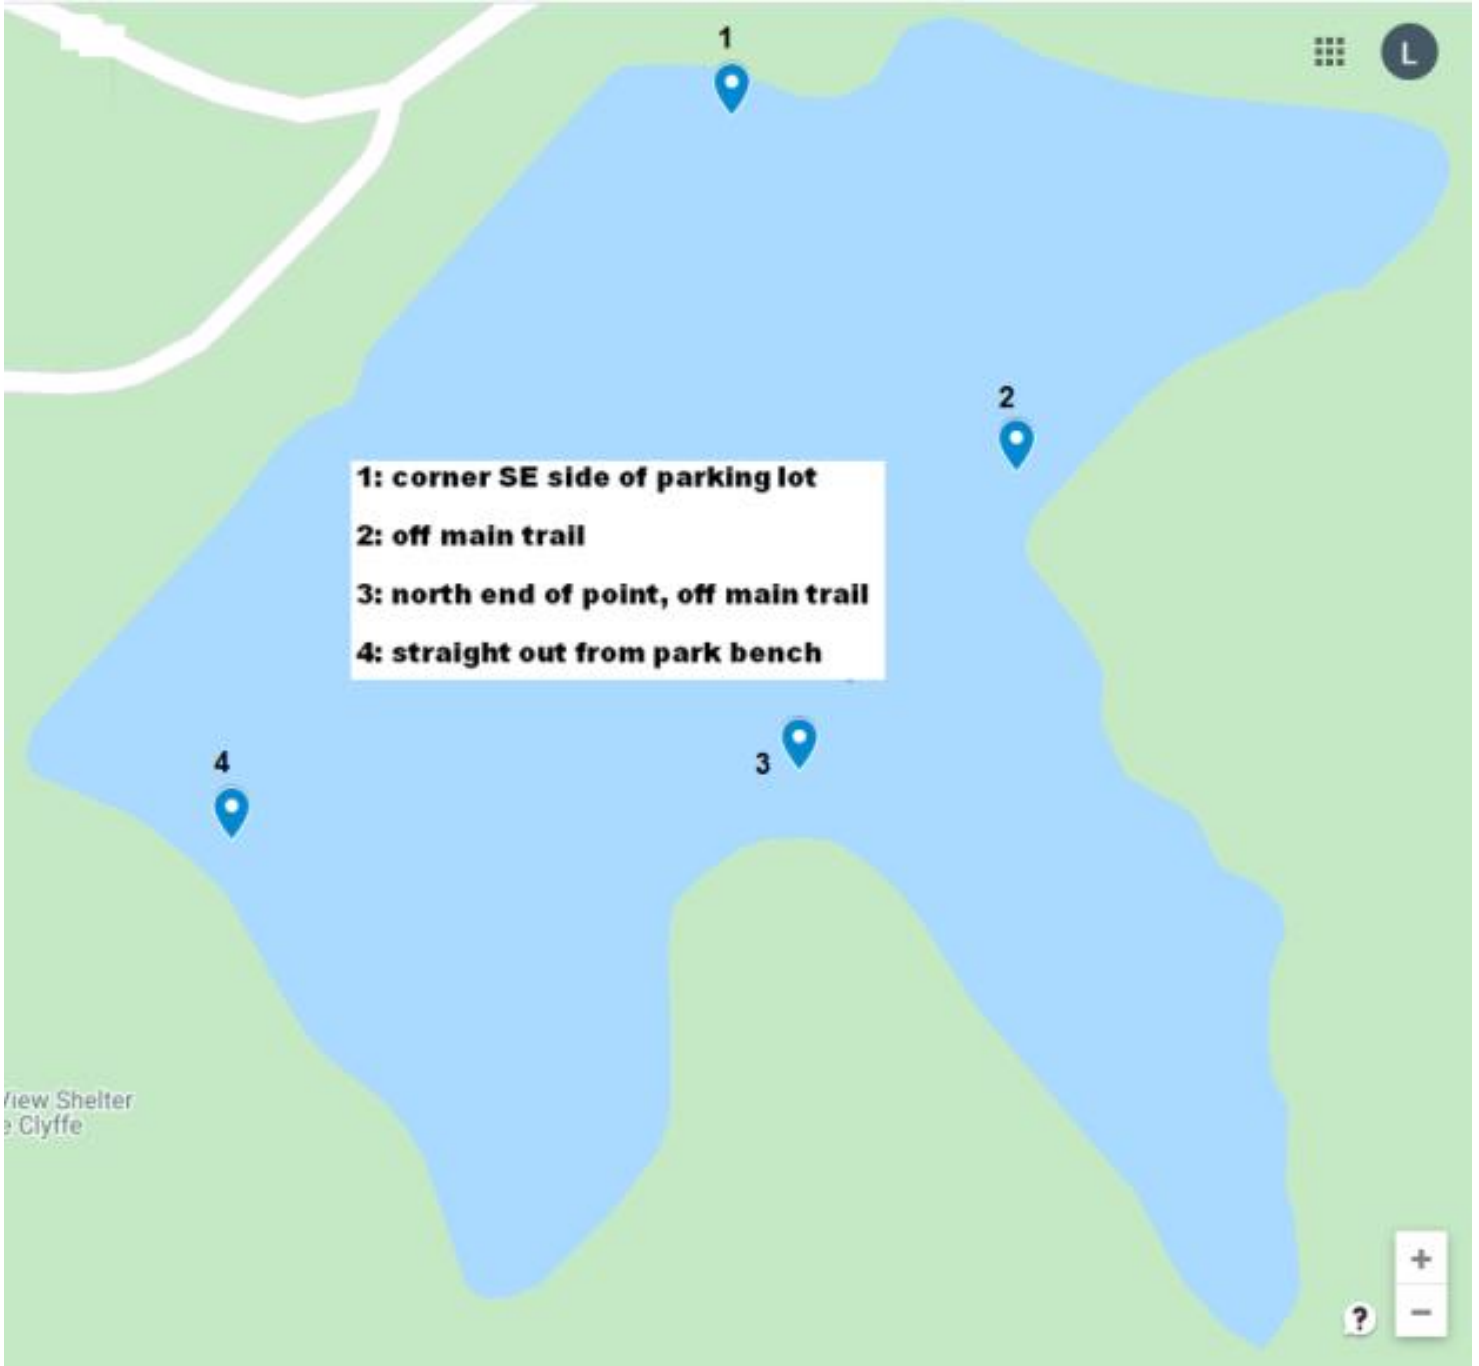 1
L
2
1: corner SE side of parking lot
2: off main trail
3: north end of point, off main trail
4: straight out from park bench
4
3
View Shelter
e Clyffe
+
?
−